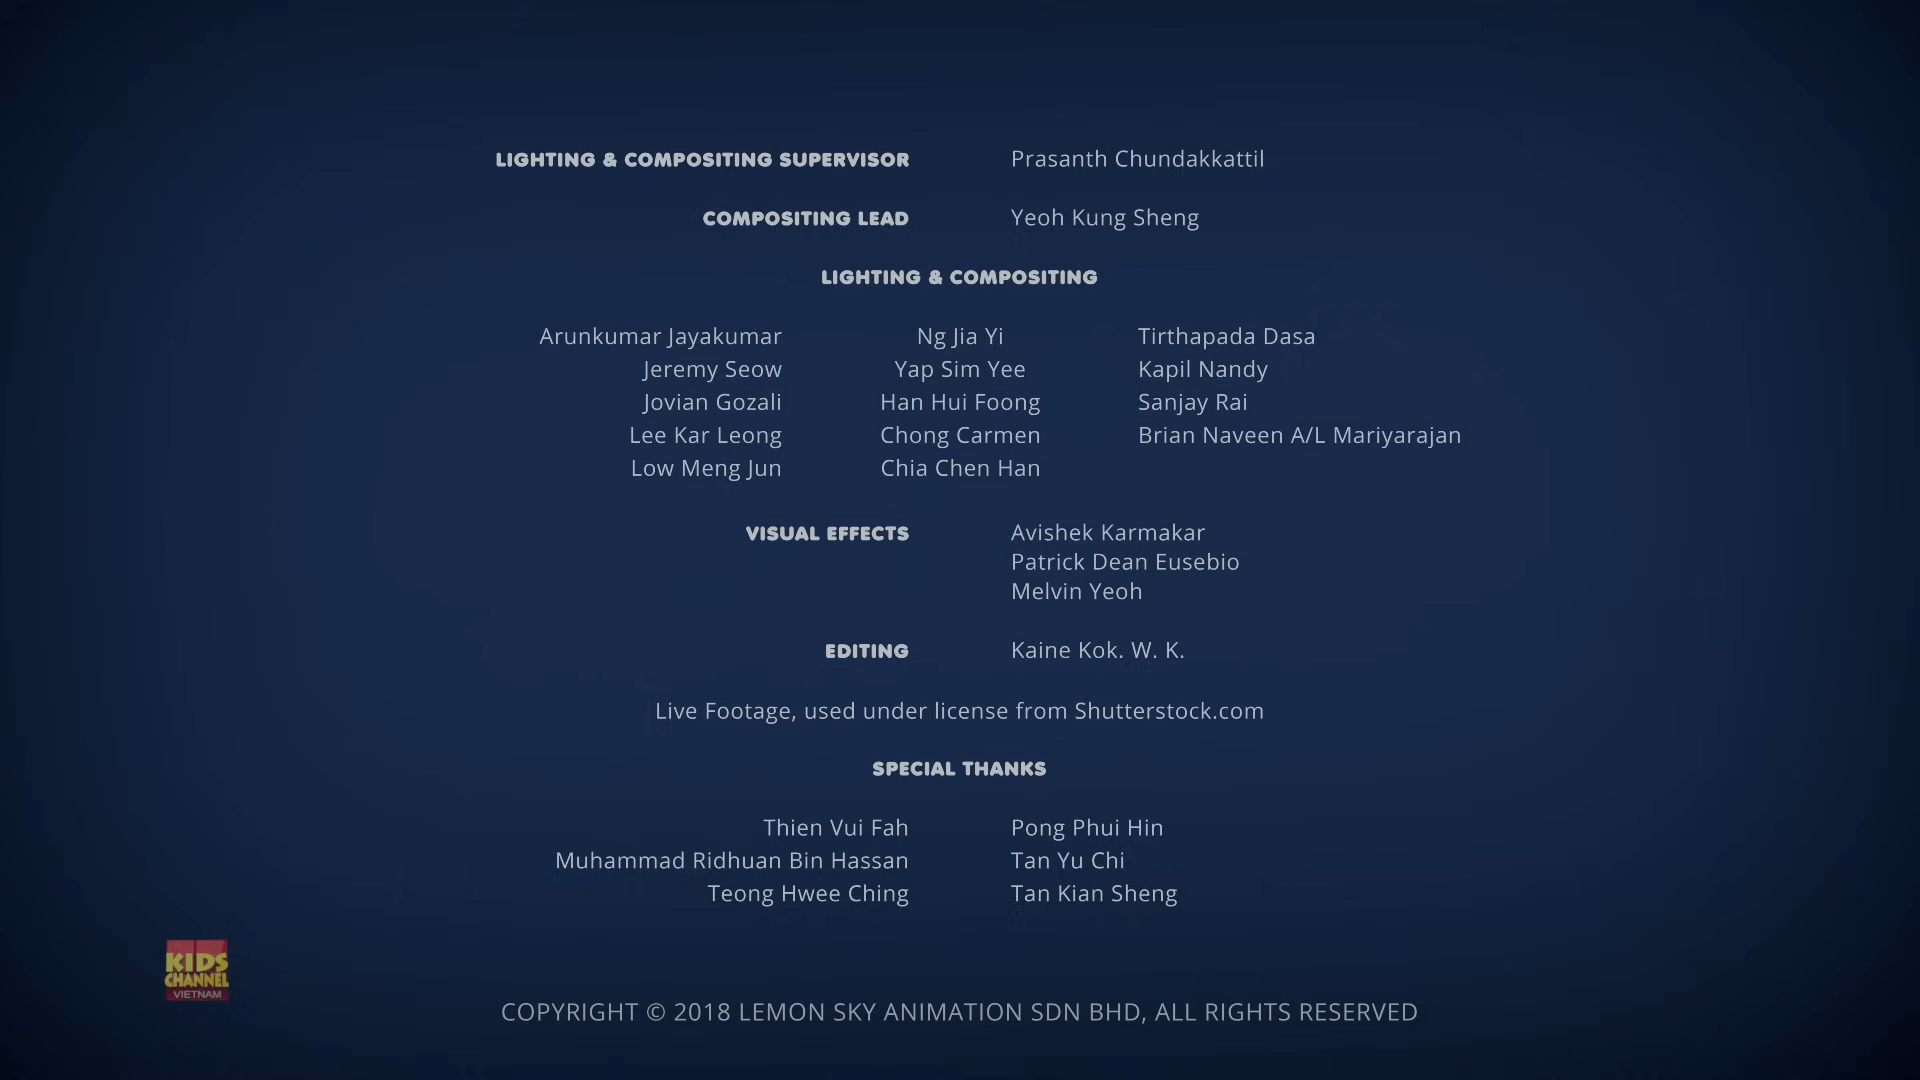 LIGHTING & COMPOSITING SUPERVISOR Prasanth Chundakkattil
COMPOSITING LEAD Yeoh Kung Sheng
LIGHTING & COMPOSITING
Arunkumar Jayakumar Ng Jia Yi Tirthapada Dasa
Jeremy Seow Yap Sim Yee Kapil Nandy
Jovian Gozali Han Hui Foong Sanjay Rai
Lee Kar Leong Chong Carmen Brian Naveen A/L Mariyarajan
Low Meng Jun Chia Chen Han
VISUAL EFFECTS Avishek Karmakar
Patrick Dean Eusebio
Melvin Yeoh
EDITING Kaine Kok. W. K.
Live Footage, used under license from Shutterstock.com
SPECIAL THANKS
Thien Vui Fah Pong Phui Hin
Muhammad Ridhuan Bin Hassan Tan Yu Chi
Teong Hwee Ching Tan Kian Sheng
KIDS
CHANNEL
VIETNAM
COPYRIGHT © 2018 LEMON SKY ANIMATION SDN BHD, ALL RIGHTS RESERVED